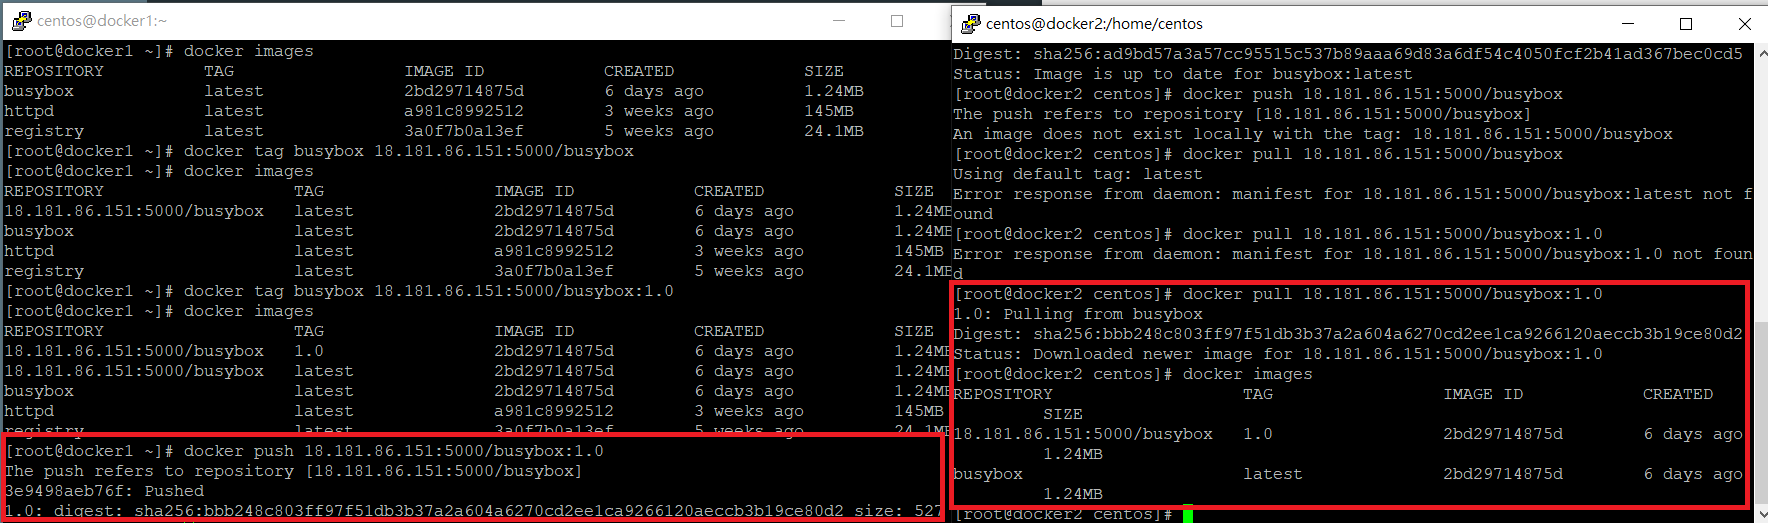 centos@docker1:~
[root@docker1 ~]# docker images
REPOSITORY TAG IMAGE ID CREATED SIZE
busybox latest 2bd29714875d 6 days ago 1.24MB
httpd latest a981c8992512 3 weeks ago 145MB
registry latest 3a0f7b0a13ef 5 weeks ago 24.1MB
[root@docker1 ~]# docker tag busybox 18.181.86.151:5000/busybox
[root@docker1 ~]# docker images
REPOSITORY TAG IMAGE ID CREATED SIZE
18.181.86.151:5000/busybox latest 2bd29714875d 6 days ago 1.24MB
busybox latest 2bd29714875d 6 days ago 1.24MB
httpd latest a981c8992512 3 weeks ago 145MB
registry latest 3a0f7b0a13ef 5 weeks ago 24.1MB
[root@docker1 ~]# docker tag busybox 18.181.86.151:5000/busybox:1.0
[root@docker1 ~]# docker images
REPOSITORY TAG IMAGE ID CREATED SIZE
18.181.86.151:5000/busybox 1.0 2bd29714875d 6 days ago 1.24MB
18.181.86.151:5000/busybox latest 2bd29714875d 6 days ago 1.24MB
busybox latest 2bd29714875d 6 days ago 1.24MB
httpd latest a981c8992512 3 weeks ago 145MB
registry latest 3a0f7b0a13ef 5 weeks ago 24.1MB
[root@docker1 ~]# docker push 18.181.86.151:5000/busybox:1.0
The push refers to repository [18.181.86.151:5000/busybox]
3e9498aeb76f: Pushed
1.0: digest: sha256:bbb248c803ff97f51db3b37a2a604a6270cd2ee1ca9266120aeccb3b19ce80d2 size: 527
centos@docker2:/home/centos
Digest: sha256:ad9bd57a3a57cc95515c537b89aaa69d83a6df54c4050fcf2b41ad367bec0cd5
Status: Image is up to date for busybox:latest
[root@docker2 centos]# docker push 18.181.86.151:5000/busybox
The push refers to repository [18.181.86.151:5000/busybox]
An image does not exist locally with the tag: 18.181.86.151:5000/busybox
[root@docker2 centos]# docker pull 18.181.86.151:5000/busybox
Using default tag: latest
Error response from daemon: manifest for 18.181.86.151:5000/busybox:latest not f
ound
[root@docker2 centos]# docker pull 18.181.86.151:5000/busybox:1.0
Error response from daemon: manifest for 18.181.86.151:5000/busybox:1.0 not foun
d
[root@docker2 centos]# docker pull 18.181.86.151:5000/busybox:1.0
1.0: Pulling from busybox
Digest: sha256:bbb248c803ff97f51db3b37a2a604a6270cd2ee1ca9266120aeccb3b19ce80d2
Status: Downloaded newer image for 18.181.86.151:5000/busybox:1.0
[root@docker2 centos]# docker images
REPOSITORY TAG IMAGE ID CREATED
SIZE
18.181.86.151:5000/busybox 1.0 2bd29714875d 6 days ago
1.24MB
busybox latest 2bd29714875d 6 days ago
1.24MB
[root@docker2 centos]#